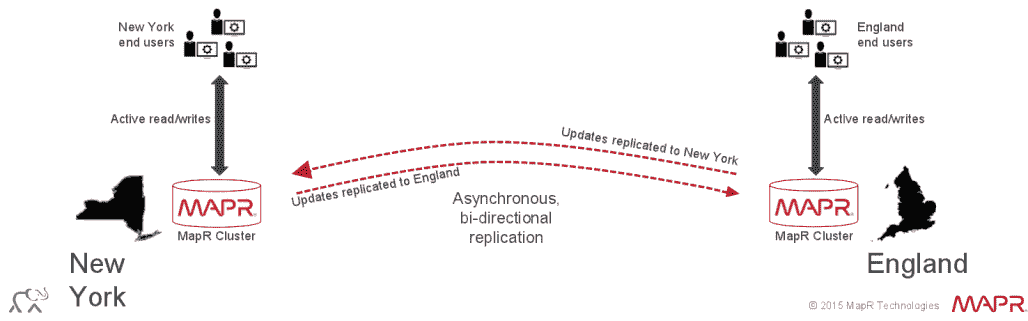 New York
end users
England
end users
Active read/writes
Active read/writes
Updates replicated to New York
Updates replicated to England
Asynchronous,
bi-directional
replication
MAPR®
MapR Cluster
MAPR®
MapR Cluster
New
York
England
© 2015 MapR Technologies
MAPR®